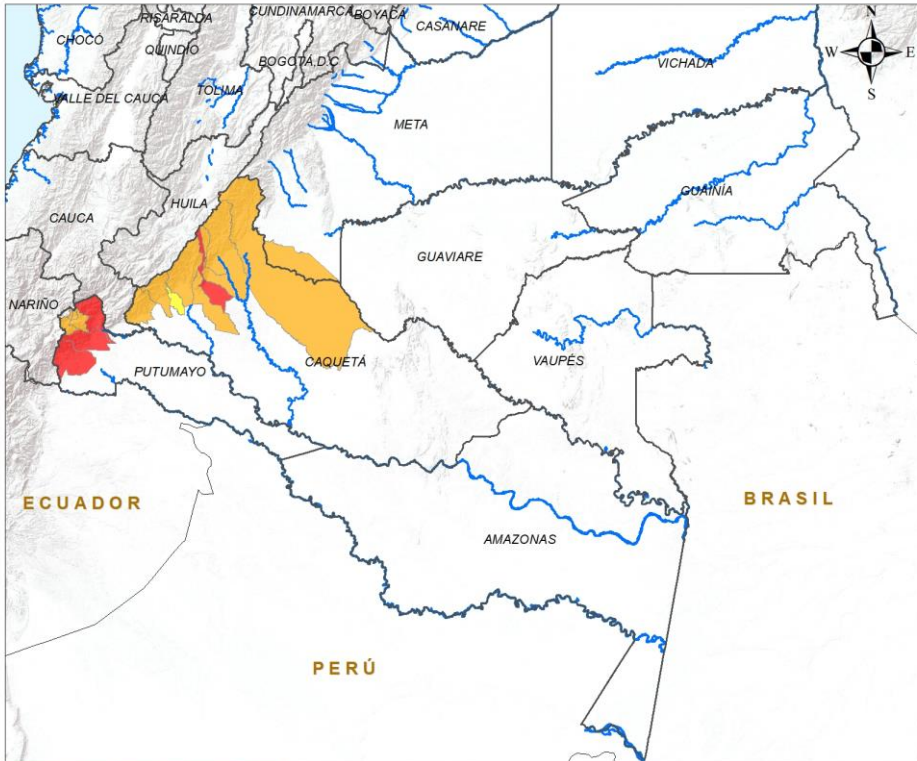 CUNDINAMARCA
BOYACÁ
RISARALDA
CASANARE
N
CHOCÓ
QUINDIO
BOGOTÁ,D.C
W
E
VICHADA
S
VALLE DEL CAUCA
TOLIMA
META
GUAINÍA
HUILA
CAUCA
GUAVIARE
NARIÑO
CAQUETÁ
VAUPÉS
PUTUMAYO
ECUADOR
BRASIL
AMAZONAS
PERÚ